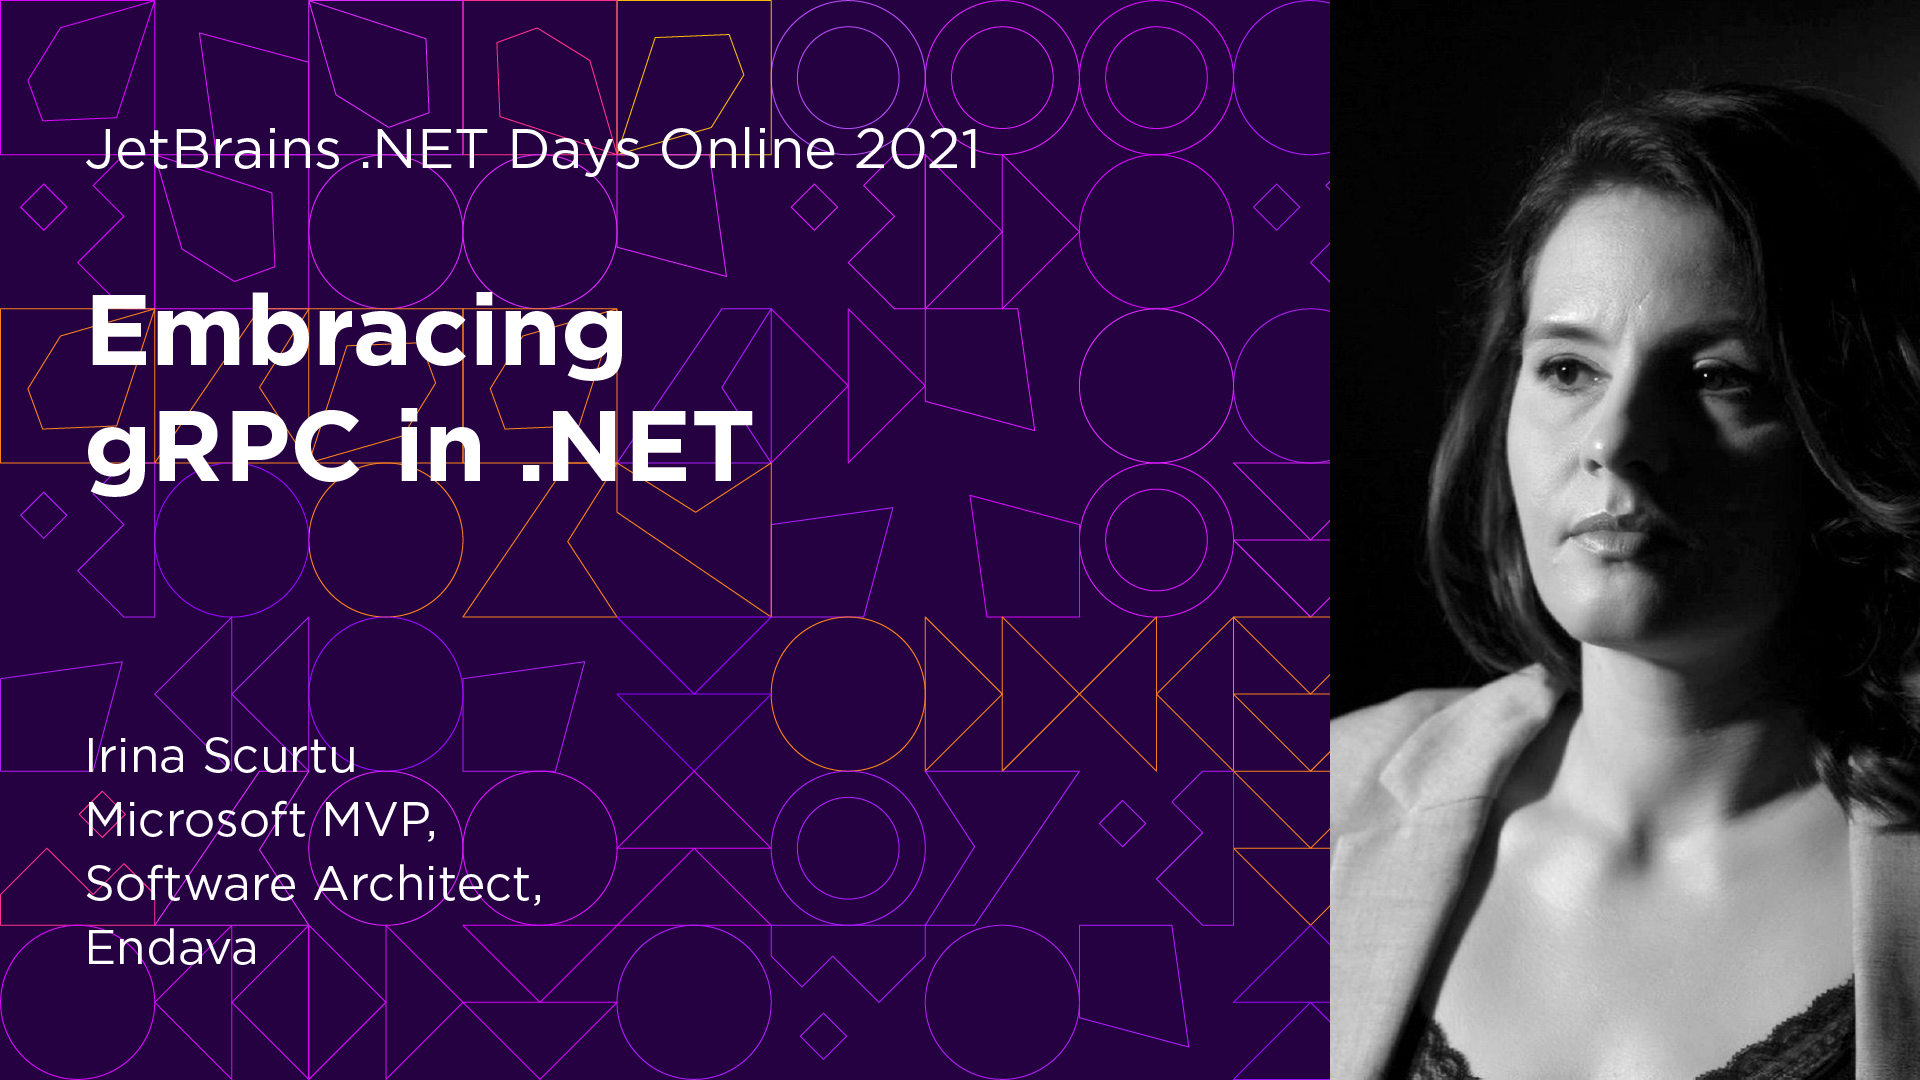 JetBrains .NET Days Online 2021
Embracing
gRPC in .NET
Irina Scurtu
Microsoft MVP,
Software Architect,
Endava